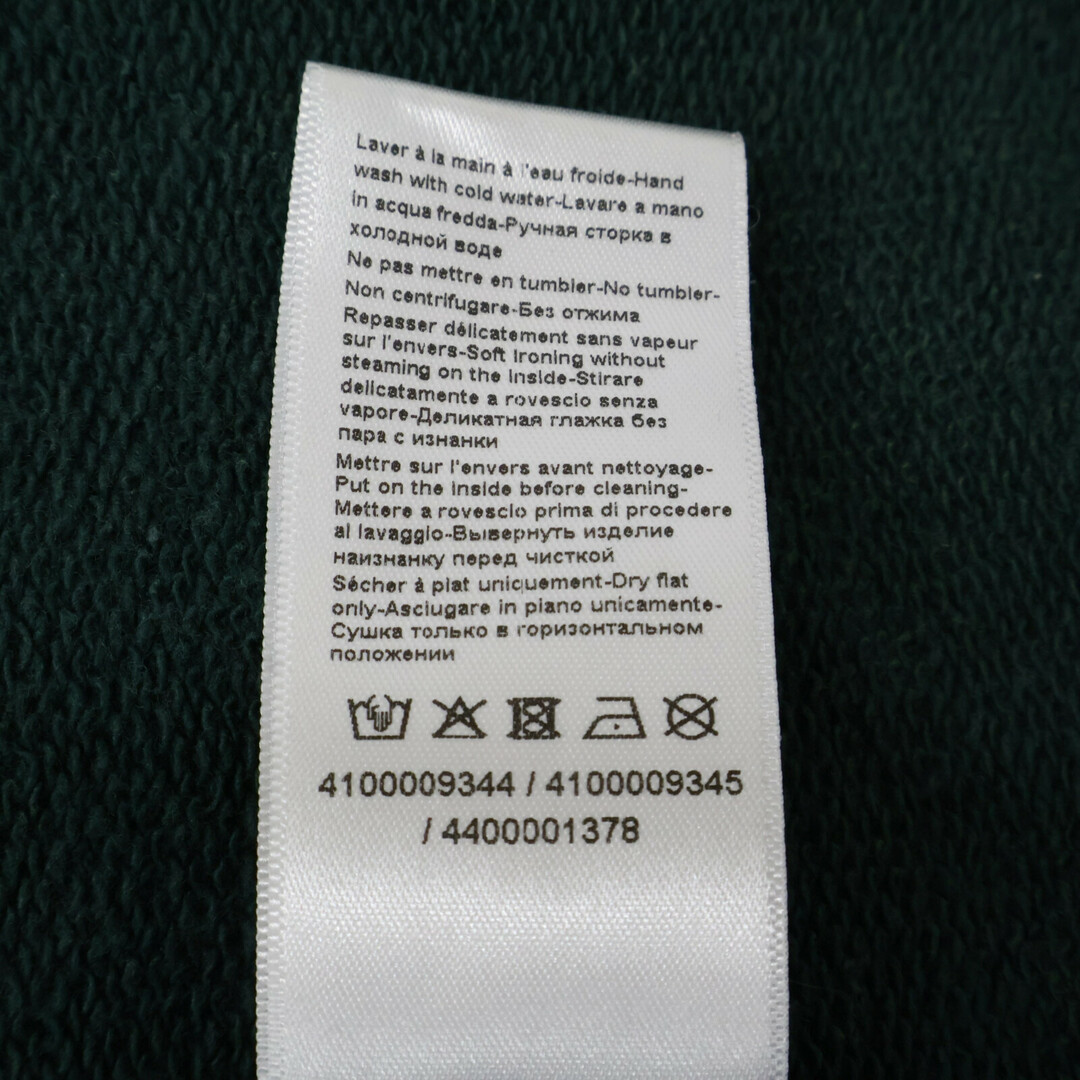 Laver à la main à l'eau froide-Hand
wash with cold water-Lavare a mano
in acqua fredda-Ручная сторка в
холодной воде
Ne pas mettre en tumbler-No tumbler-
Non centrifugare-Без отжима
Repasser délicatement sans vapeur
sur l'envers-Soft Ironing without
steaming on the Inside-Stirare
delicatamente a rovescio senza
vapore-Деликатная глажка без
пара с изнанки
Mettre sur l'envers avant nettoyage-
Put on the Inside before cleaning-
Mettere a rovescio prima di procedere
al lavaggio-Вывернуть изделие
наизнанку перед чисткой
Sécher à plat uniquement-Dry flat
only-Asciugare in piano unicamente-
Сушка только в горизонтальном
положении
4100009344 / 4100009345
/ 4400001378